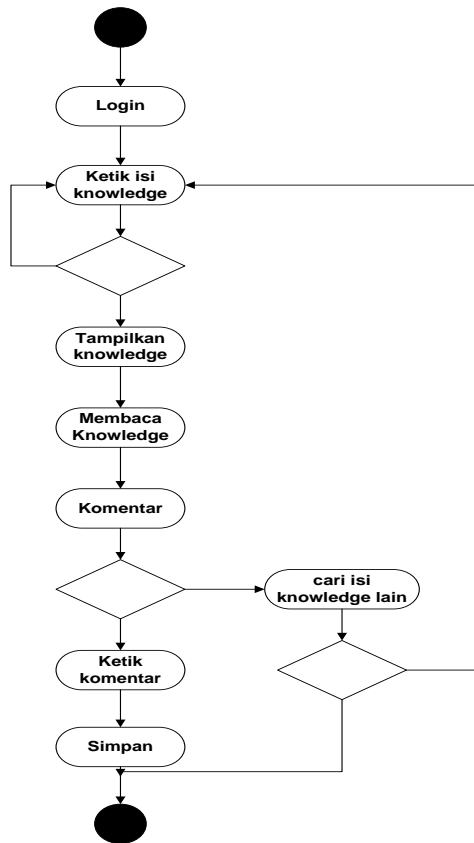 Login
Ketik isi
knowledge
Tampilkan
knowledge
Membaca
Knowledge
Komentar
cari isi
knowledge lain
Ketik
komentar
Simpan